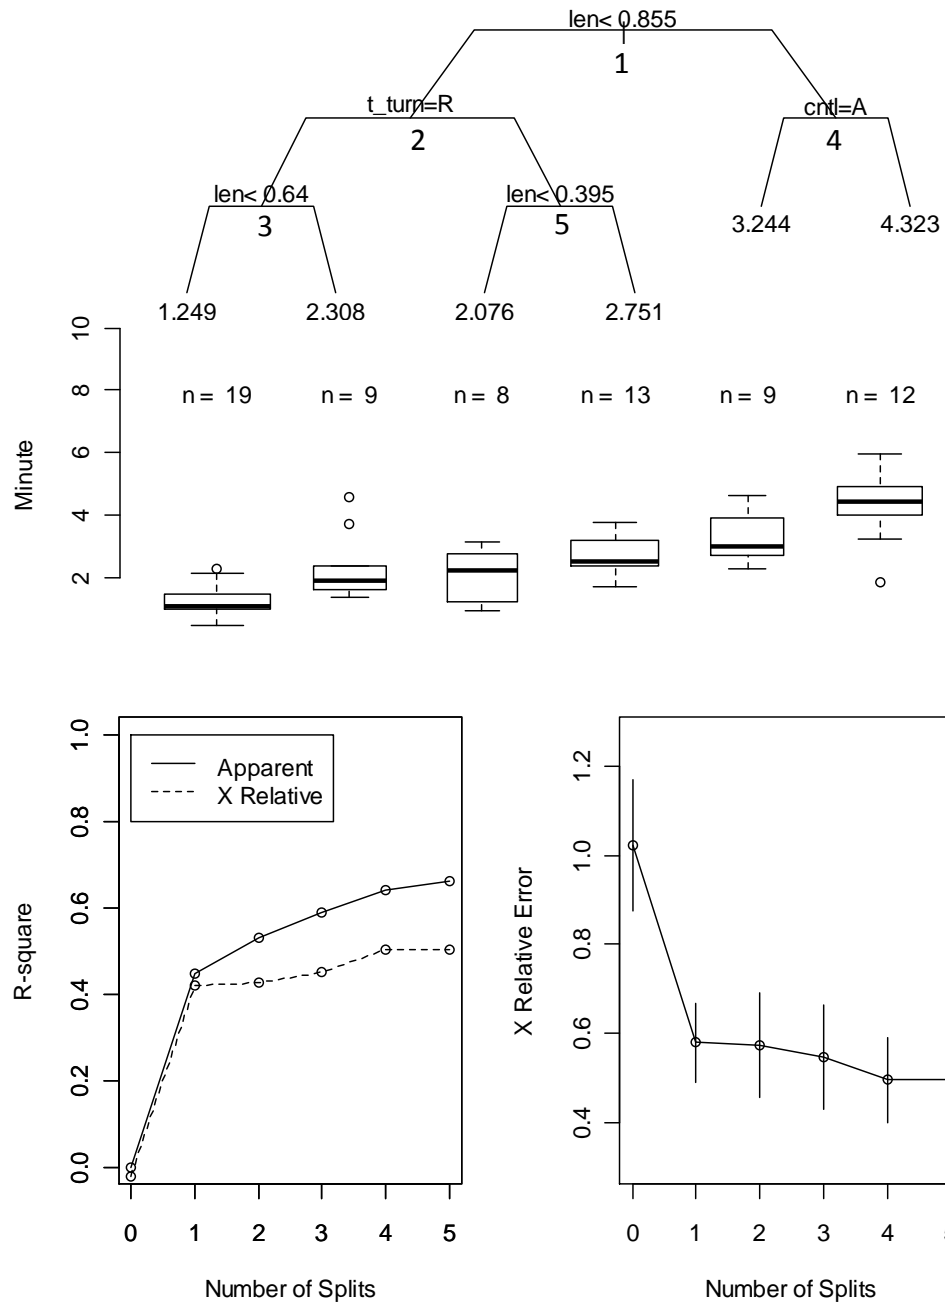 len< 0.855
1
t_turn=R
cntl=A
2
4
len< 0.64
len< 0.395
3
5
3.244
4.323
1.249
2.308
2.076
2.751
10
8
6
4
2
Minute
n = 19
n = 9
n = 8
n = 13
n = 9
n = 12
1.0
0.8
0.6
0.4
0.2
0.0
R-square
Apparent
X Relative
0 1 2 3 4 5
Number of Splits
1.2
1.0
0.8
0.6
0.4
X Relative Error
0 1 2 3 4
Number of Splits